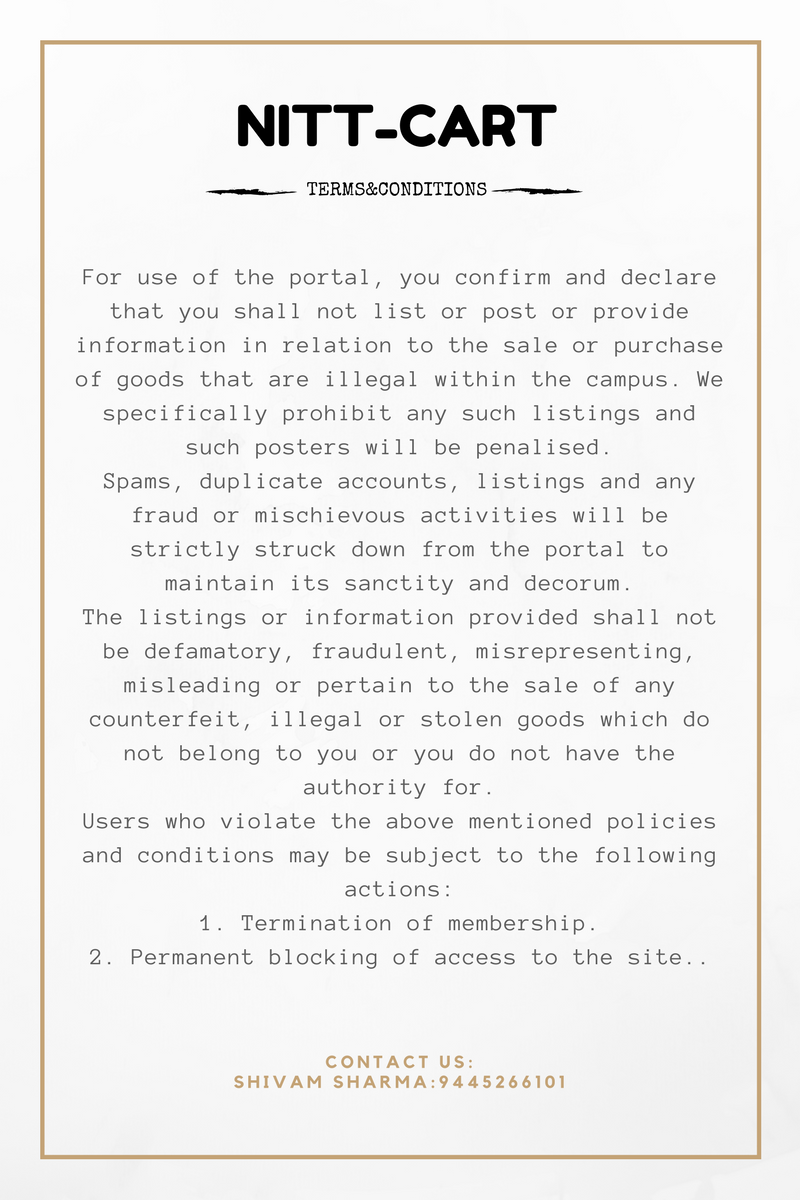 NITT-CART
TERMS&CONDITIONS
For use of the portal, you confirm and declare
that you shall not list or post or provide
information in relation to the sale or purchase
of goods that are illegal within the campus. We
specifically prohibit any such listings and
such posters will be penalised.
Spams, duplicate accounts, listings and any
fraud or mischievous activities will be
strictly struck down from the portal to
maintain its sanctity and decorum.
The listings or information provided shall not
be defamatory, fraudulent, misrepresenting,
misleading or pertain to the sale of any
counterfeit, illegal or stolen goods which do
not belong to you or you do not have the
authority for.
Users who violate the above mentioned policies
and conditions may be subject to the following
actions:
1. Termination of membership.
2. Permanent blocking of access to the site..
CONTACT US:
SHIVAM SHARMA:9445266101